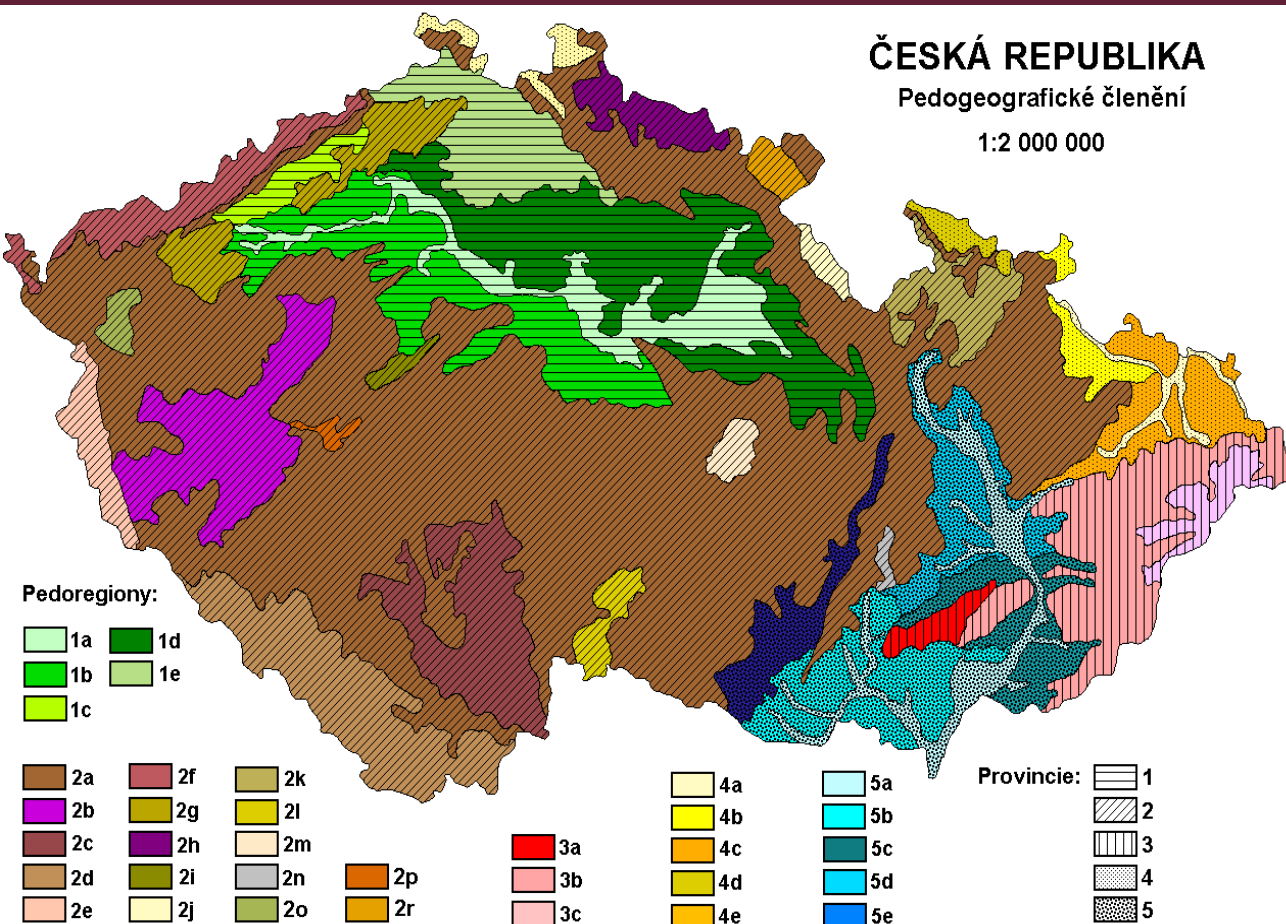 ČESKÁ REPUBLIKA
Pedogeografické členění
1:2 000 000
Pedoregiony:
1a 1d
1b 1e
1c
2a 2f 2k
2b 2g 2l
2c 2h 2m
2d 2i 2n 2p
2e 2j 2o 2r
3a
3b
3c
4a 5a
4b 5b
4c 5c
4d 5d
4e 5e
Provincie: 1
2
3
4
5